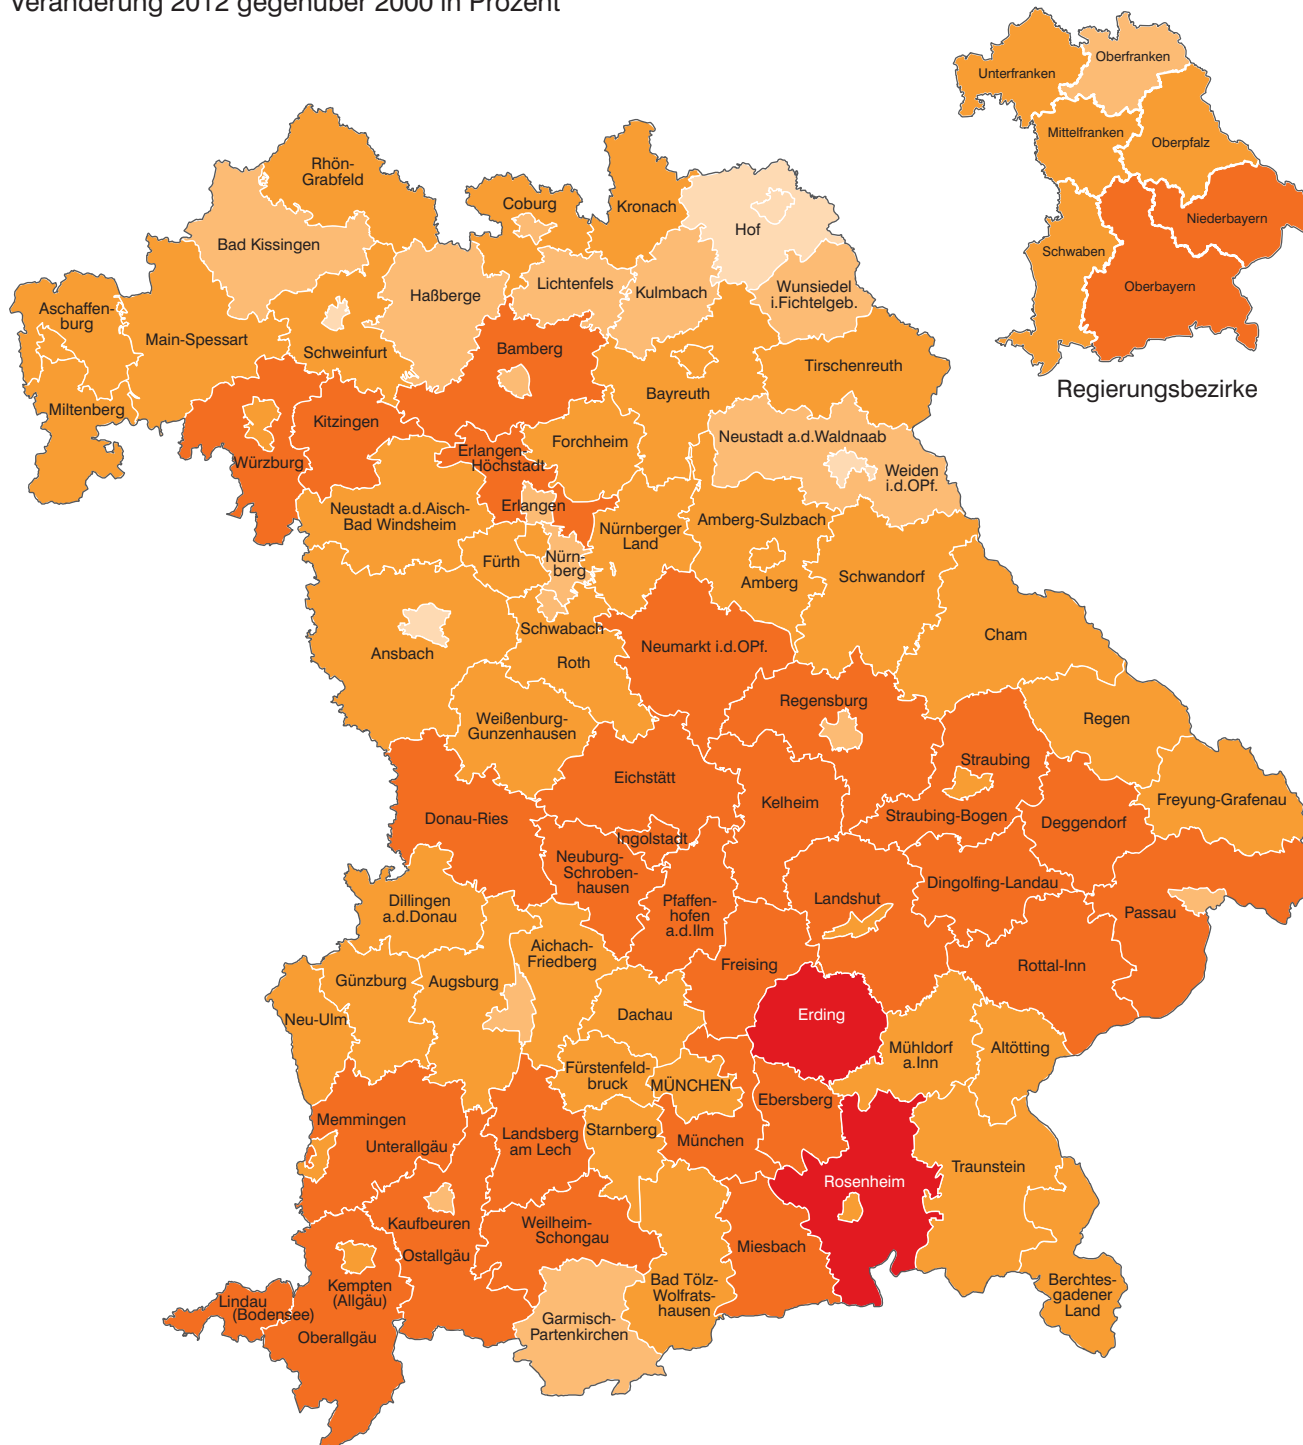 Veränderung 2012 gegenüber 2000 in Prozent
Oberfranken
Unterfranken
Mittelfranken
Oberpfalz
Niederbayern
Schwaben
Oberbayern
Regierungsbezirke
Rhön-
Grabfeld
Coburg
Kronach
Hof
Bad Kissingen
Lichtenfels
Haßberge
Kulmbach
Wunsiedel
i.Fichtelgeb.
Aschaffen-
burg
Main-Spessart
Schweinfurt
Bamberg
Tirschenreuth
Bayreuth
Miltenberg
Kitzingen
Forchheim
Neustadt a.d.Waldnaab
Würzburg
Erlangen-
Höchstadt
Weiden
i.d.OPf.
Neustadt a.d.Aisch-
Bad Windsheim
Erlangen
Nürnberger
Land
Amberg-Sulzbach
Fürth
Nürn-
berg
Amberg
Schwandorf
Schwabach
Ansbach
Roth
Neumarkt i.d.OPf.
Cham
Regensburg
Weißenburg-
Gunzenhausen
Regen
Straubing
Eichstätt
Kelheim
Freyung-Grafenau
Donau-Ries
Straubing-Bogen
Deggendorf
Ingolstadt
Neuburg-
Schroben-
hausen
Dingolfing-Landau
Landshut
Dillingen
a.d.Donau
Pfaffen-
hofen
a.d.Ilm
Passau
Aichach-
Friedberg
Freising
Rottal-Inn
Günzburg
Augsburg
Neu-Ulm
Dachau
Erding
Mühldorf
a.Inn
Altötting
Fürstenfeld-
bruck
MÜNCHEN
Ebersberg
Memmingen
Unterallgäu
Landsberg
am Lech
Starnberg
München
Traunstein
Rosenheim
Kaufbeuren
Weilheim-
Schongau
Miesbach
Ostallgäu
Kempten
(Allgäu)
Bad Tölz-
Wolfrats-
hausen
Berchtes-
gadener
Land
Lindau
(Bodensee)
Oberallgäu
Garmisch-
Partenkirchen